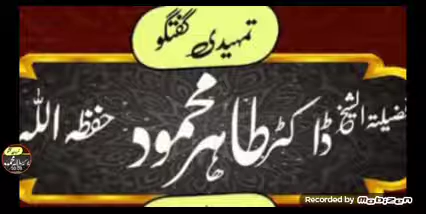 تمہیدی گفتگو
فضیلۃ الشیخ ڈاکٹر طاہر محمود حفظہ اللہ
Recorded by Mobizen